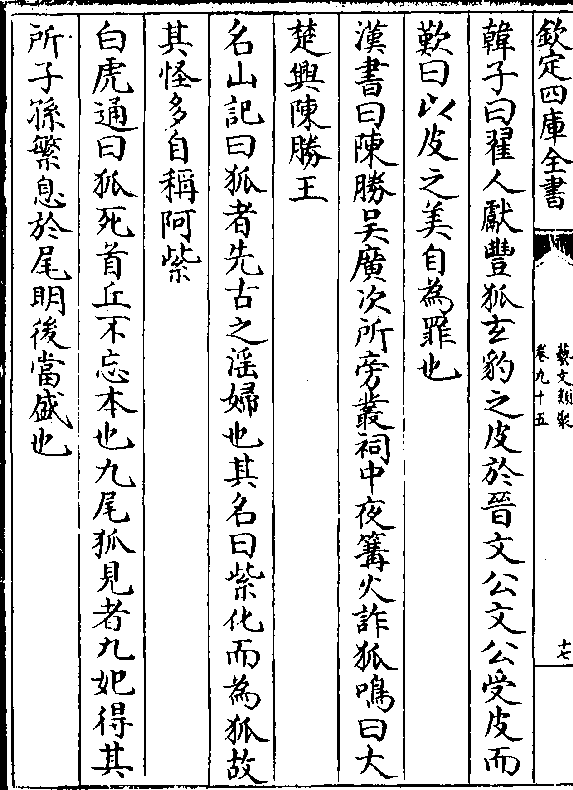 欽定四庫全書
藝文類聚
卷九十五
十七
韓子曰翟人獻豐狐玄豹之皮於晉文公文公受皮而
歎曰以皮之美自為罪也
漢書曰陳勝吳廣次所旁叢祠中夜篝火詐狐鳴曰大
楚興陳勝王
名山記曰狐者先古之淫婦也其名曰紫化而為狐故
其怪多自稱阿紫
白虎通曰狐死首丘不忘本也九尾狐見者九妃得其
所子孫繁息於尾明後當盛也